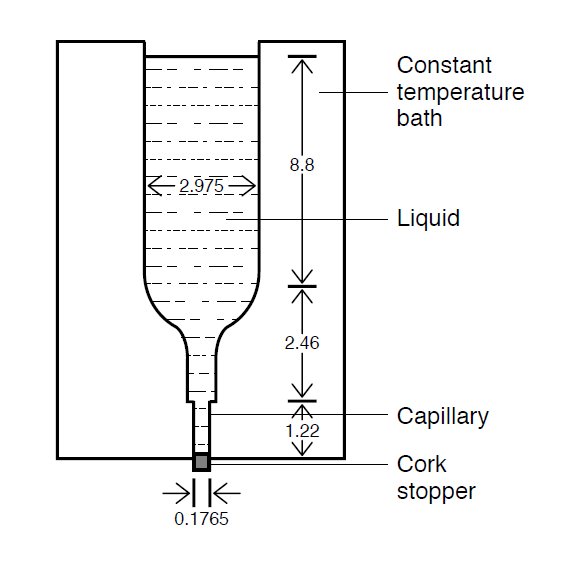 Constant
temperature
bath
8.8
2.975
Liquid
2.46
Capillary
1.22
Cork
stopper
0.1765